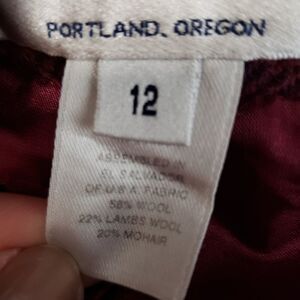 PORTLAND, OREGON
12
ASSEMBLED IN
EL SALVADOR
OF U.S.A. FABRIC
58% WOOL
22% LAMBS WOOL
20% MOHAIR